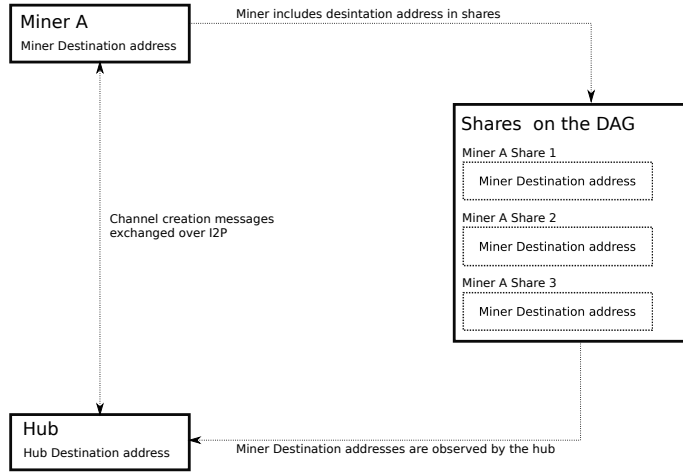 Miner A
Miner Destination address
Miner includes desintation address in shares
Shares on the DAG
Miner A Share 1
Miner Destination address
Miner A Share 2
Miner Destination address
Miner A Share 3
Miner Destination address
Channel creation messages
exchanged over I2P
Hub
Hub Destination address
Miner Destination addresses are observed by the hub